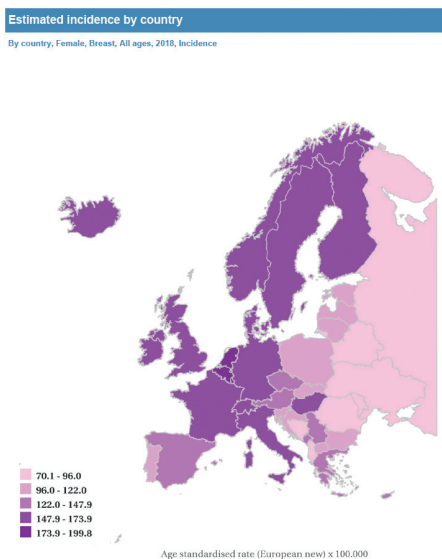 Estimated incidence by country
By country, Female, Breast, All ages, 2018, Incidence
70.1 - 96.0
96.0 - 122.0
122.0 - 147.9
147.9 - 173.9
173.9 - 199.8
Age standardised rate (European new) x 100.000